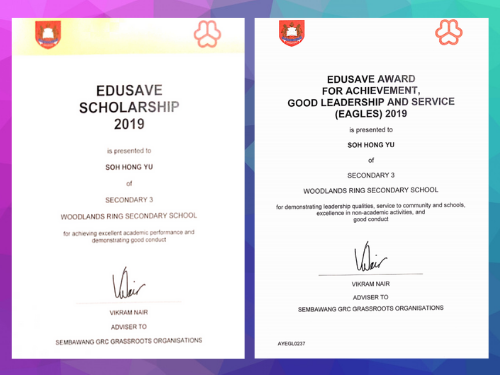 EDUSAVE
SCHOLARSHIP
2019
is presented to
SOH HONG YU
of
SECONDARY 3
WOODLANDS RING SECONDARY SCHOOL
for achieving excellent academic performance and
demonstrating good conduct
VIKRAM NAIR
ADVISER TO
SEMBAWANG GRC GRASSROOTS ORGANISATIONS
EDUSAVE AWARD
FOR ACHIEVEMENT,
GOOD LEADERSHIP AND SERVICE
(EAGLES) 2019
is presented to
SOH HONG YU
of
SECONDARY 3
WOODLANDS RING SECONDARY SCHOOL
for demonstrating leadership qualities, service to community and schools,
excellence in non-academic activities, and
good conduct
VIKRAM NAIR
ADVISER TO
SEMBAWANG GRC GRASSROOTS ORGANISATIONS
AYEGL0237